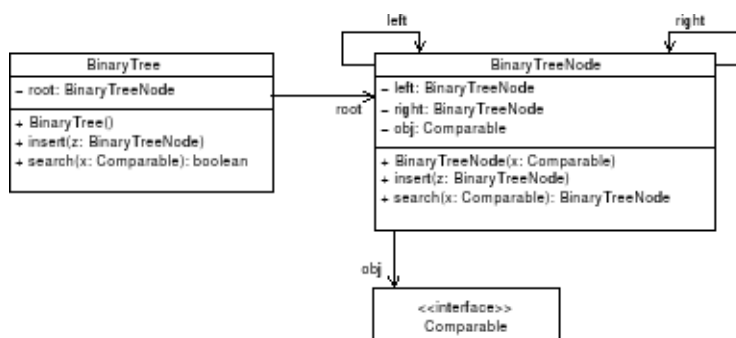 left
right
BinaryTree
- root: BinaryTreeNode
+ BinaryTree()
+ insert(z: BinaryTreeNode)
+ search(x: Comparable): boolean
root
BinaryTreeNode
- left: BinaryTreeNode
- right: BinaryTreeNode
- obj: Comparable
+ BinaryTreeNode(x: Comparable)
+ insert(z: BinaryTreeNode)
+ search(x: Comparable): BinaryTreeNode
obj
<<interface>>
Comparable